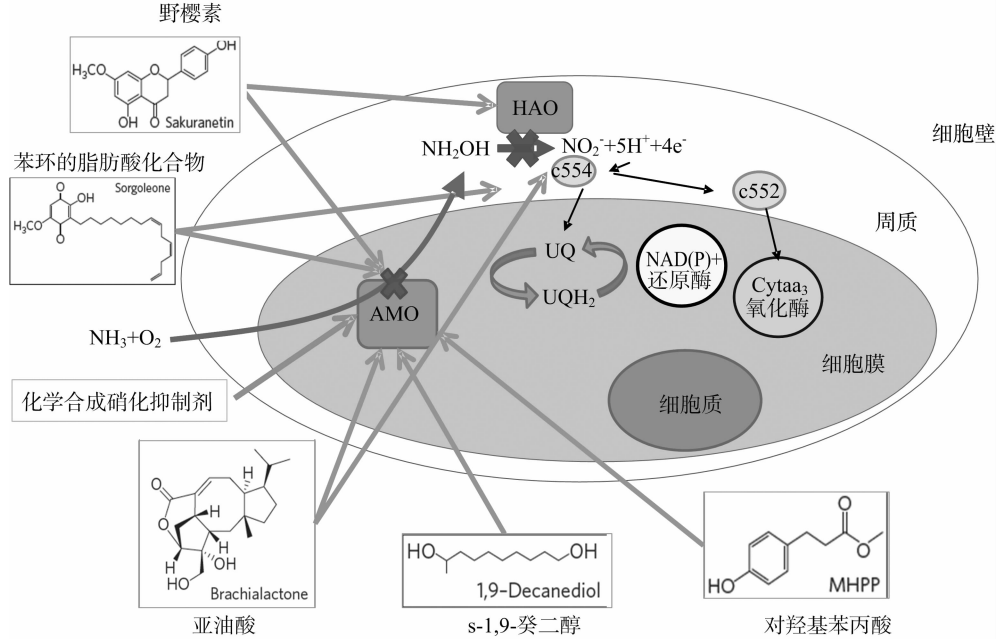 野樱素
H₃CO
O
OH
OH
O
Sakuranetin
苯环的脂肪酸化合物
Sorgoleone
O
OH
H₃CO
O
HAO
NH2OH
NO₂⁻+5H⁺+4e⁻
c554
c552
细胞壁
周质
UQ
UQH₂
NAD(P)+
还原酶
Cytaa₃
氧化酶
AMO
NH₃+O₂
细胞膜
细胞质
化学合成硝化抑制剂
O
O
H
H
H
H
OH
HO
Brachialactone
亚油酸
HO
OH
1,9-Decanediol
s-1,9-癸二醇
O
O
HO
MHPP
对羟基苯丙酸